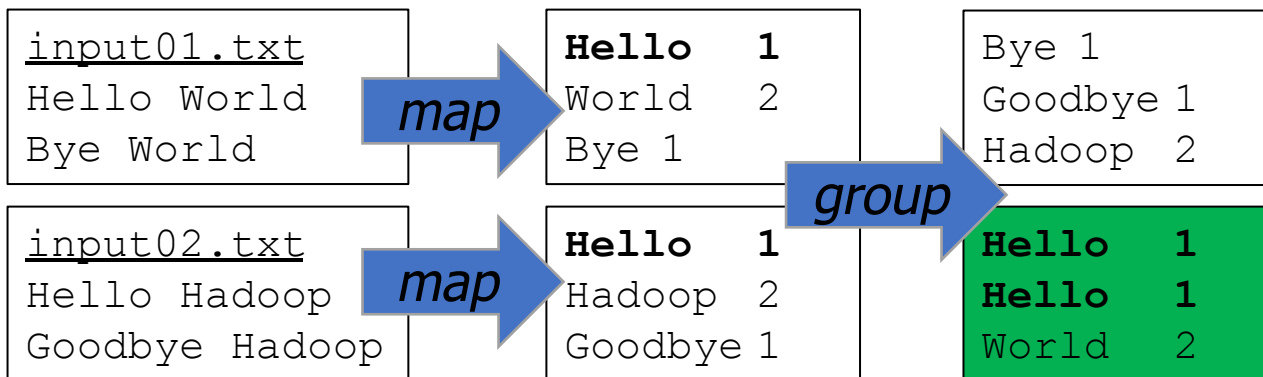 input01.txt
Hello World
Bye World
map
Hello 1
World 2
Bye 1
input02.txt
Hello Hadoop
Goodbye Hadoop
map
Hello 1
Hadoop 2
Goodbye 1
group
Bye 1
Goodbye 1
Hadoop 2
Hello 1
Hello 1
World 2